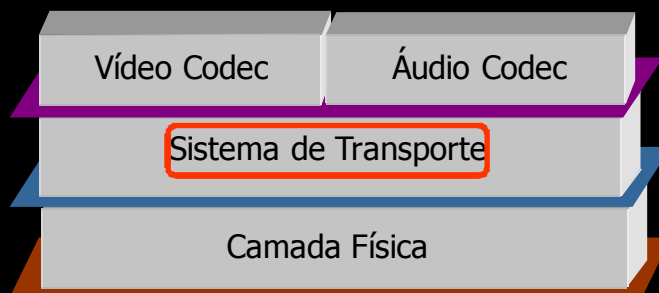 Vídeo Codec
Áudio Codec
Sistema de Transporte
Camada Física